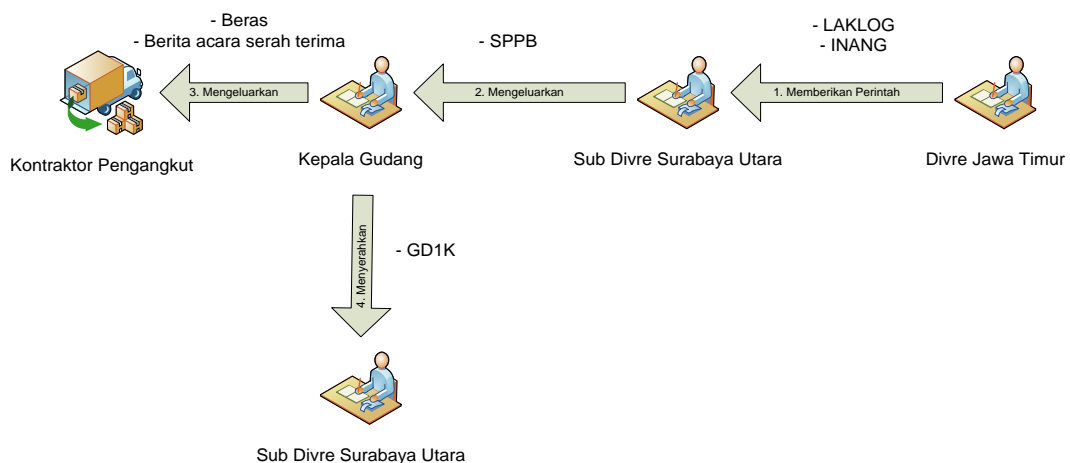 - Beras
- Berita acara serah terima
- SPPB
- LAKLOG
- INANG
3. Mengeluarkan
2. Mengeluarkan
1. Memberikan Perintah
Kontraktor Pengangkut
Kepala Gudang
Sub Divre Surabaya Utara
Divre Jawa Timur
4. Menyerahkan
- GD1K
Sub Divre Surabaya Utara